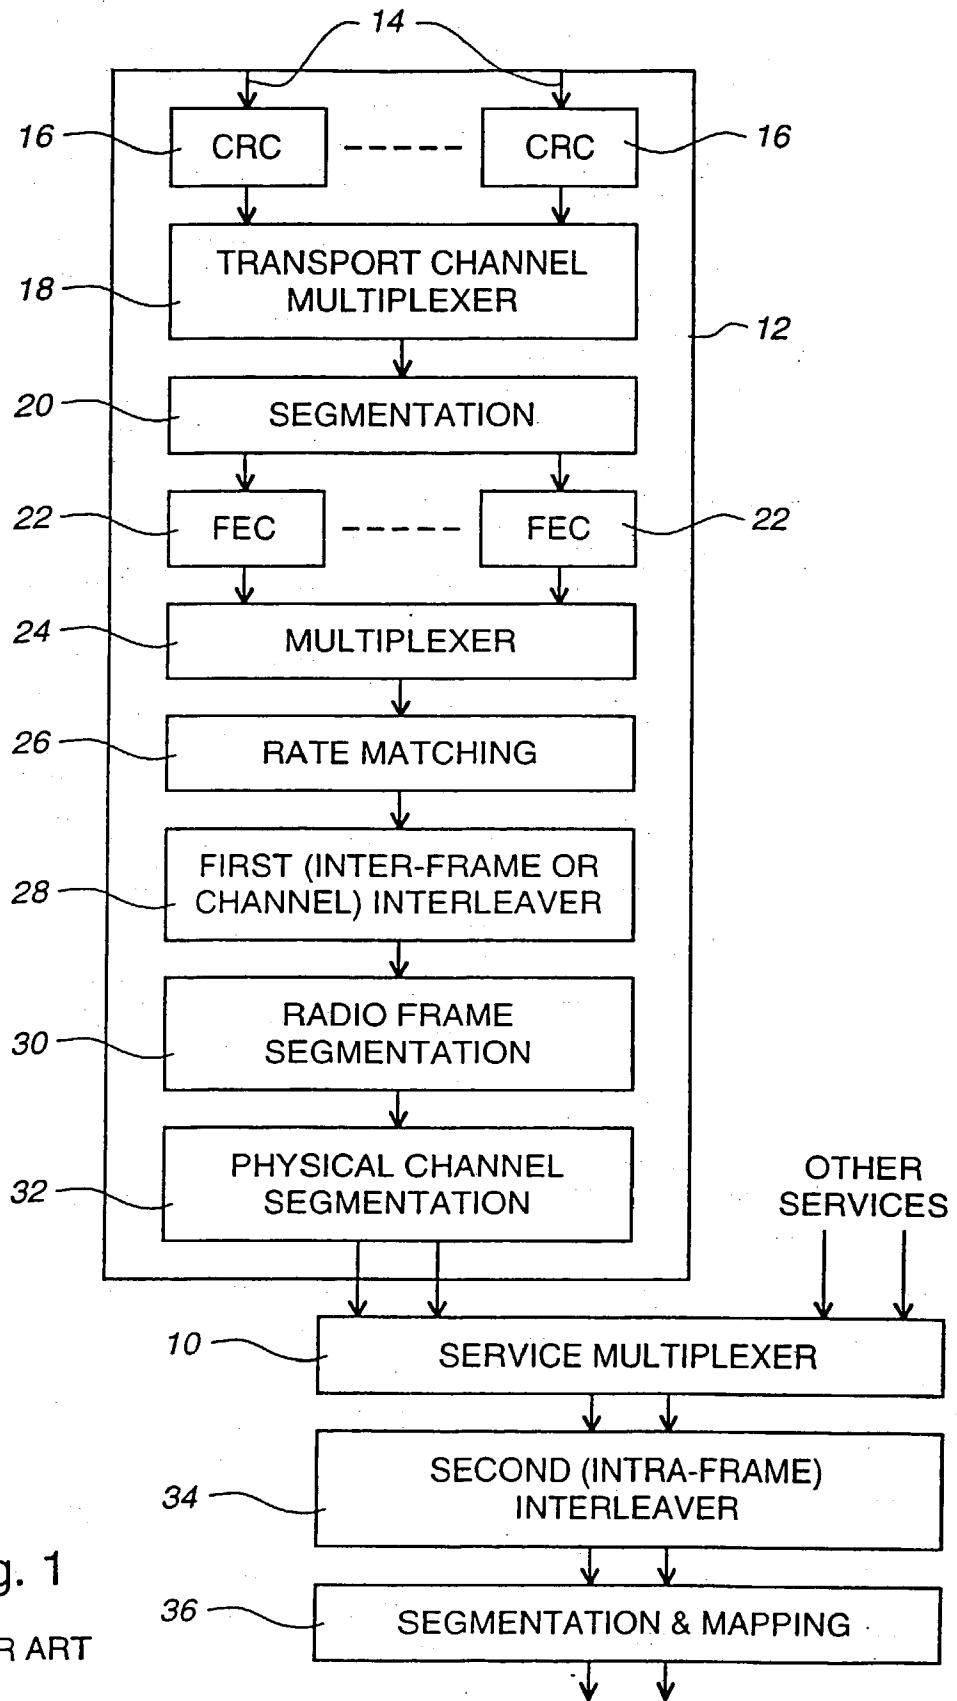 14
16 CRC CRC 16
TRANSPORT CHANNEL
MULTIPLEXER
18
12
20 SEGMENTATION
22 FEC FEC 22
24 MULTIPLEXER
26 RATE MATCHING
FIRST (INTER-FRAME OR
CHANNEL) INTERLEAVER
28
RADIO FRAME
SEGMENTATION
30
PHYSICAL CHANNEL
SEGMENTATION
32
OTHER
SERVICES
10 SERVICE MULTIPLEXER
SECOND (INTRA-FRAME)
INTERLEAVER
34
g. 1
36 SEGMENTATION & MAPPING
R ART